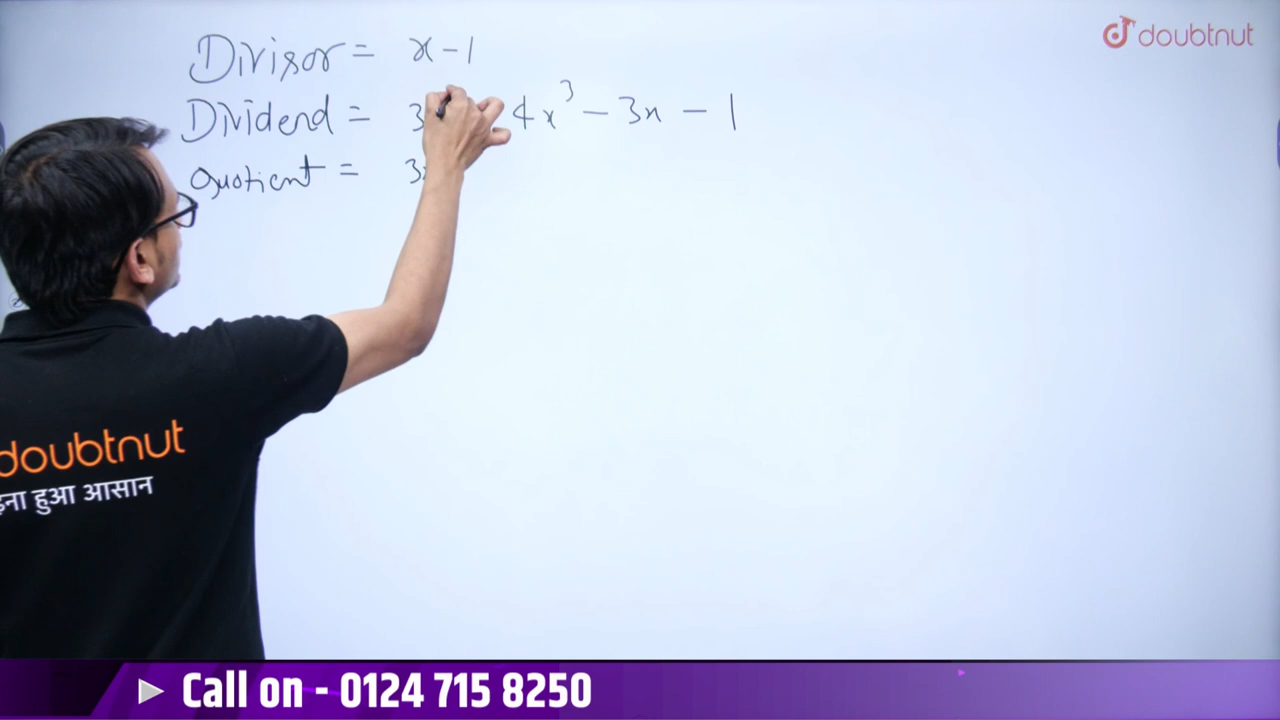 doubtnut
Divisor = x - 1
Dividend = 3 4x³ - 3x - 1
Quotient = 3
doubtnut
हुआ आसान
Call on - 0124 715 8250